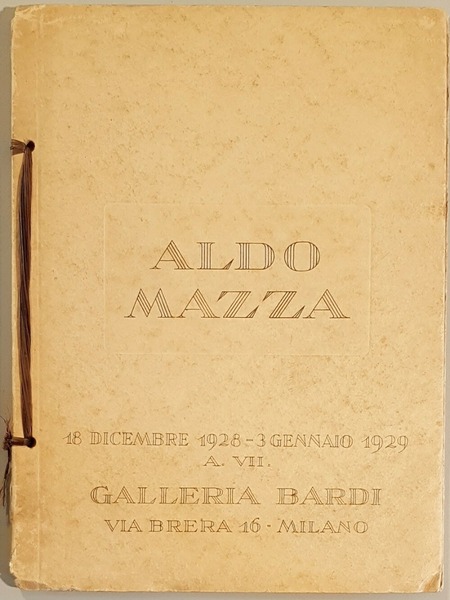 ALDO
MAZZA
18 DICEMBRE 1928 - 3 GENNAIO 1929
A. VII.
GALLERIA BARDI
VIA BRERA 16 - MILANO